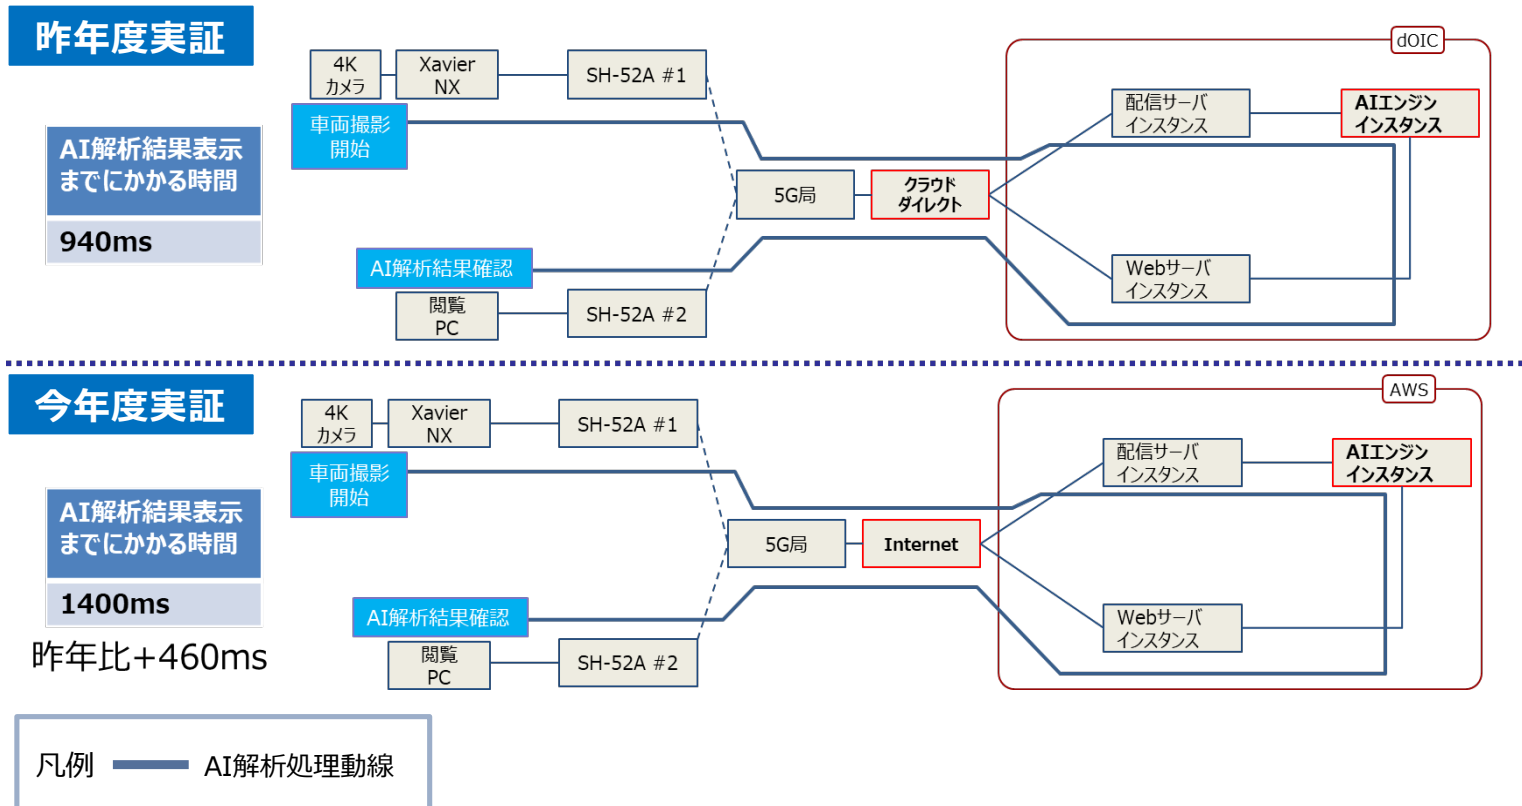 昨年度実証
dOIC
4K
カメラ
Xavier
NX
SH-52A #1
配信サーバ
インスタンス
AIエンジン
インスタンス
車両撮影
開始
AI解析結果表示
までにかかる時間
940ms
5G局
クラウド
ダイレクト
AI解析結果確認
Webサーバ
インスタンス
閲覧
PC
SH-52A #2
今年度実証
AWS
4K
カメラ
Xavier
NX
SH-52A #1
配信サーバ
インスタンス
AIエンジン
インスタンス
車両撮影
開始
AI解析結果表示
までにかかる時間
1400ms
昨年比+460ms
5G局
Internet
AI解析結果確認
Webサーバ
インスタンス
閲覧
PC
SH-52A #2
凡例 AI解析処理動線